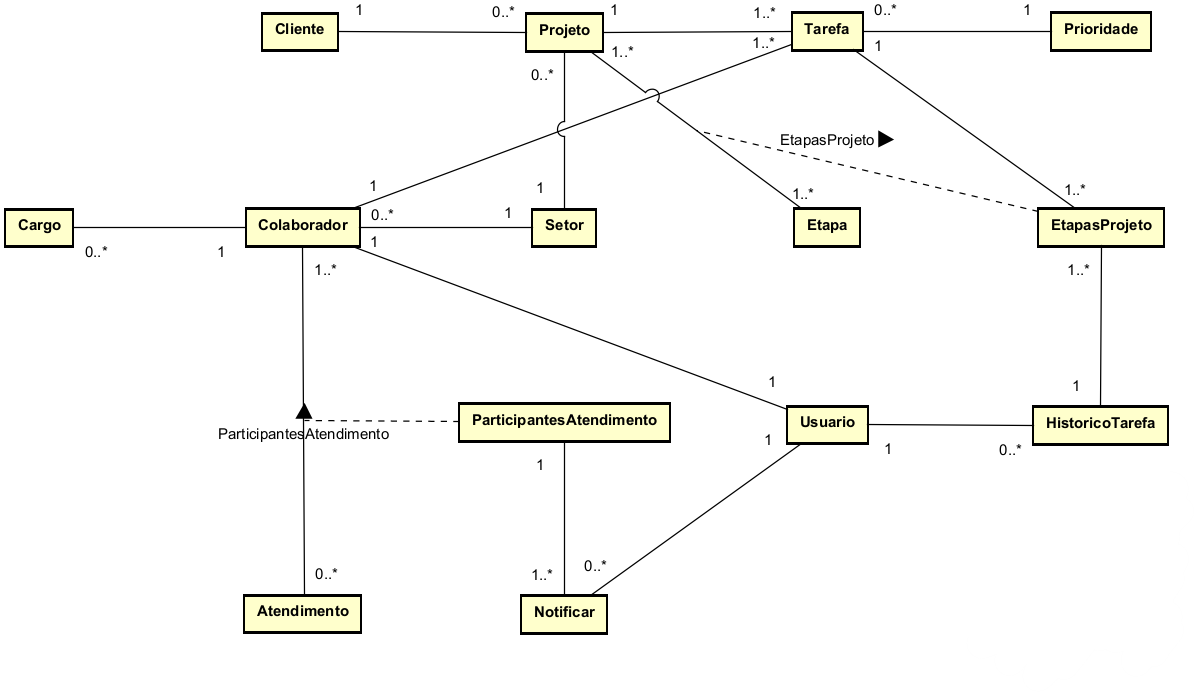 1
0..*
1
1..*
0..*
1
Cliente
Projeto
Tarefa
Prioridade
1..*
1..*
1
0..*
EtapasProjeto
1
1
1..*
1..*
0..*
1
Cargo
Colaborador
Setor
Etapa
EtapasProjeto
0..*
1
1
1..*
1..*
1
1
ParticipantesAtendimento
Usuario
HistoricoTarefa
ParticipantesAtendimento
1
1
1
0..*
0..*
1..*
0..*
Atendimento
Notificar